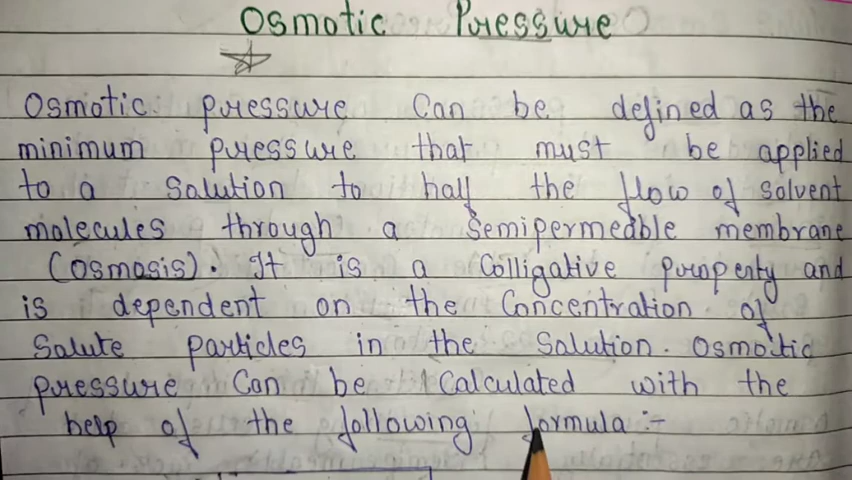 Osmotic Pressure
Osmotic pressure Can be defined as the
minimum pressure that must be applied
to a Solution to half the flow of solvent
molecules through a Semipermeable membrane
(osmosis). It is a Colligative property and
is dependent on the Concentration of
Salute particles in the Solution. Osmotic
pressure Can be Calculated with the
help of the following formula :-